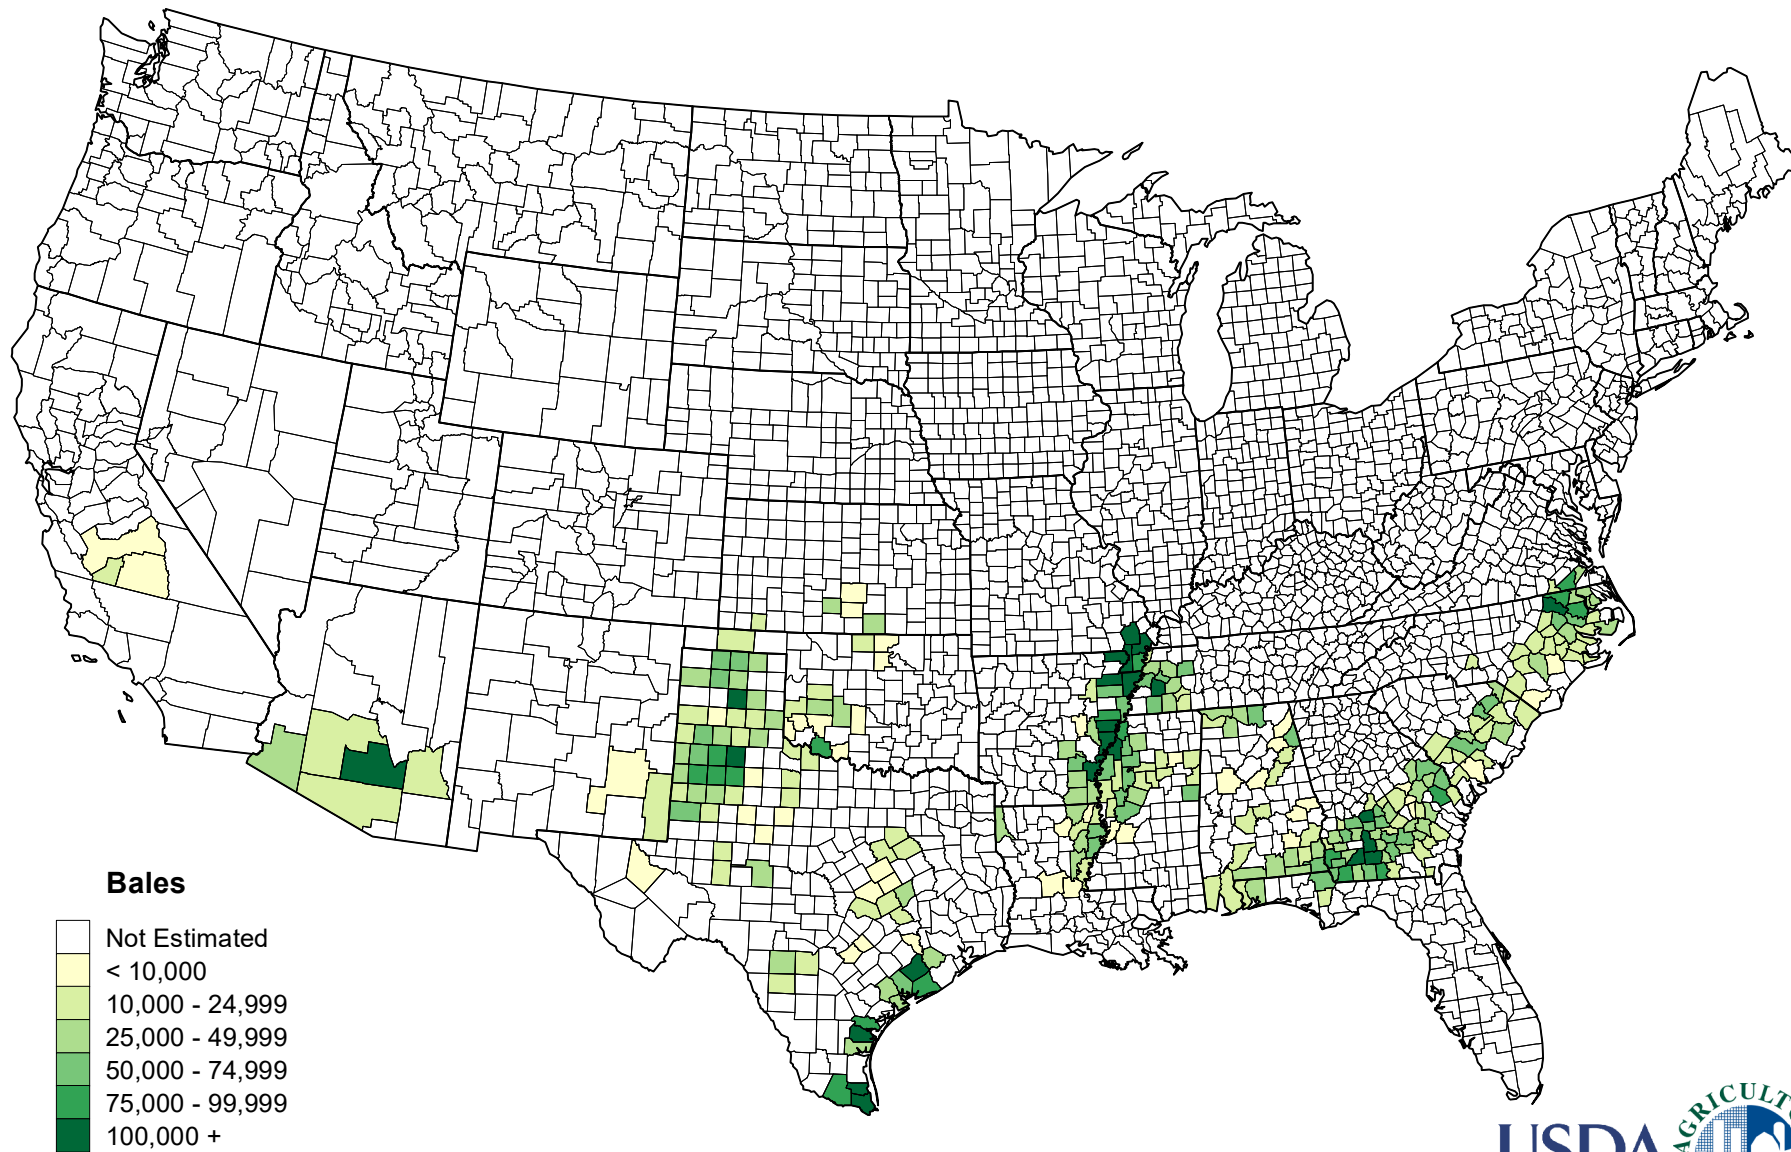 Bales
Not Estimated
< 10,000
10,000 - 24,999
25,000 - 49,999
50,000 - 74,999
75,000 - 99,999
100,000 +
USDA
AGRICULT